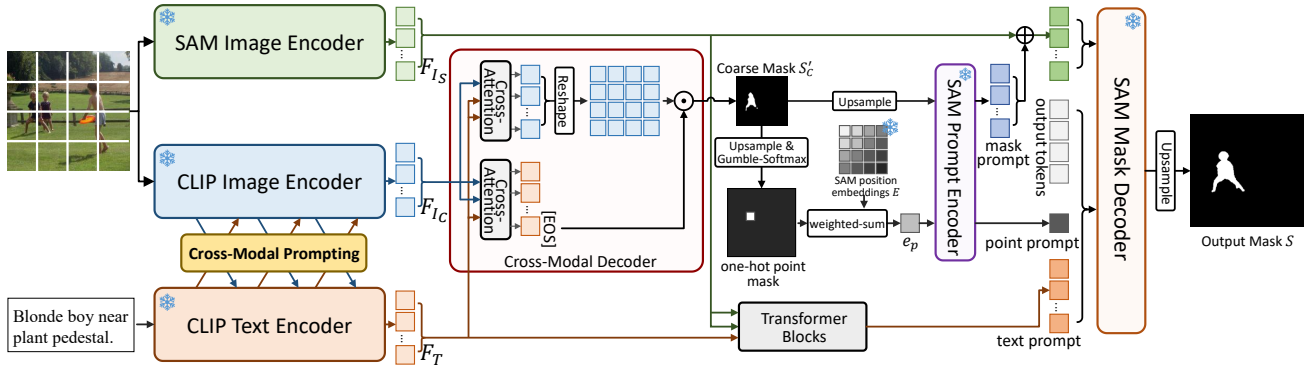 SAM Image Encoder
F_{I_S}
CLIP Image Encoder
F_{I_C}
Cross-Modal Prompting
Blonde boy near
plant pedestal.
CLIP Text Encoder
F_T
Cross-
Attention
Reshape
Cross-
Attention
[EOS]
Cross-Modal Decoder
Coarse Mask S'_C
Upsample
Upsample &
Gumble-Softmax
SAM position
embeddings E
weighted-sum
e_p
one-hot point
mask
SAM Prompt Encoder
mask
prompt
output tokens
point prompt
Transformer
Blocks
text prompt
SAM Mask Decoder
Upsample
Output Mask S